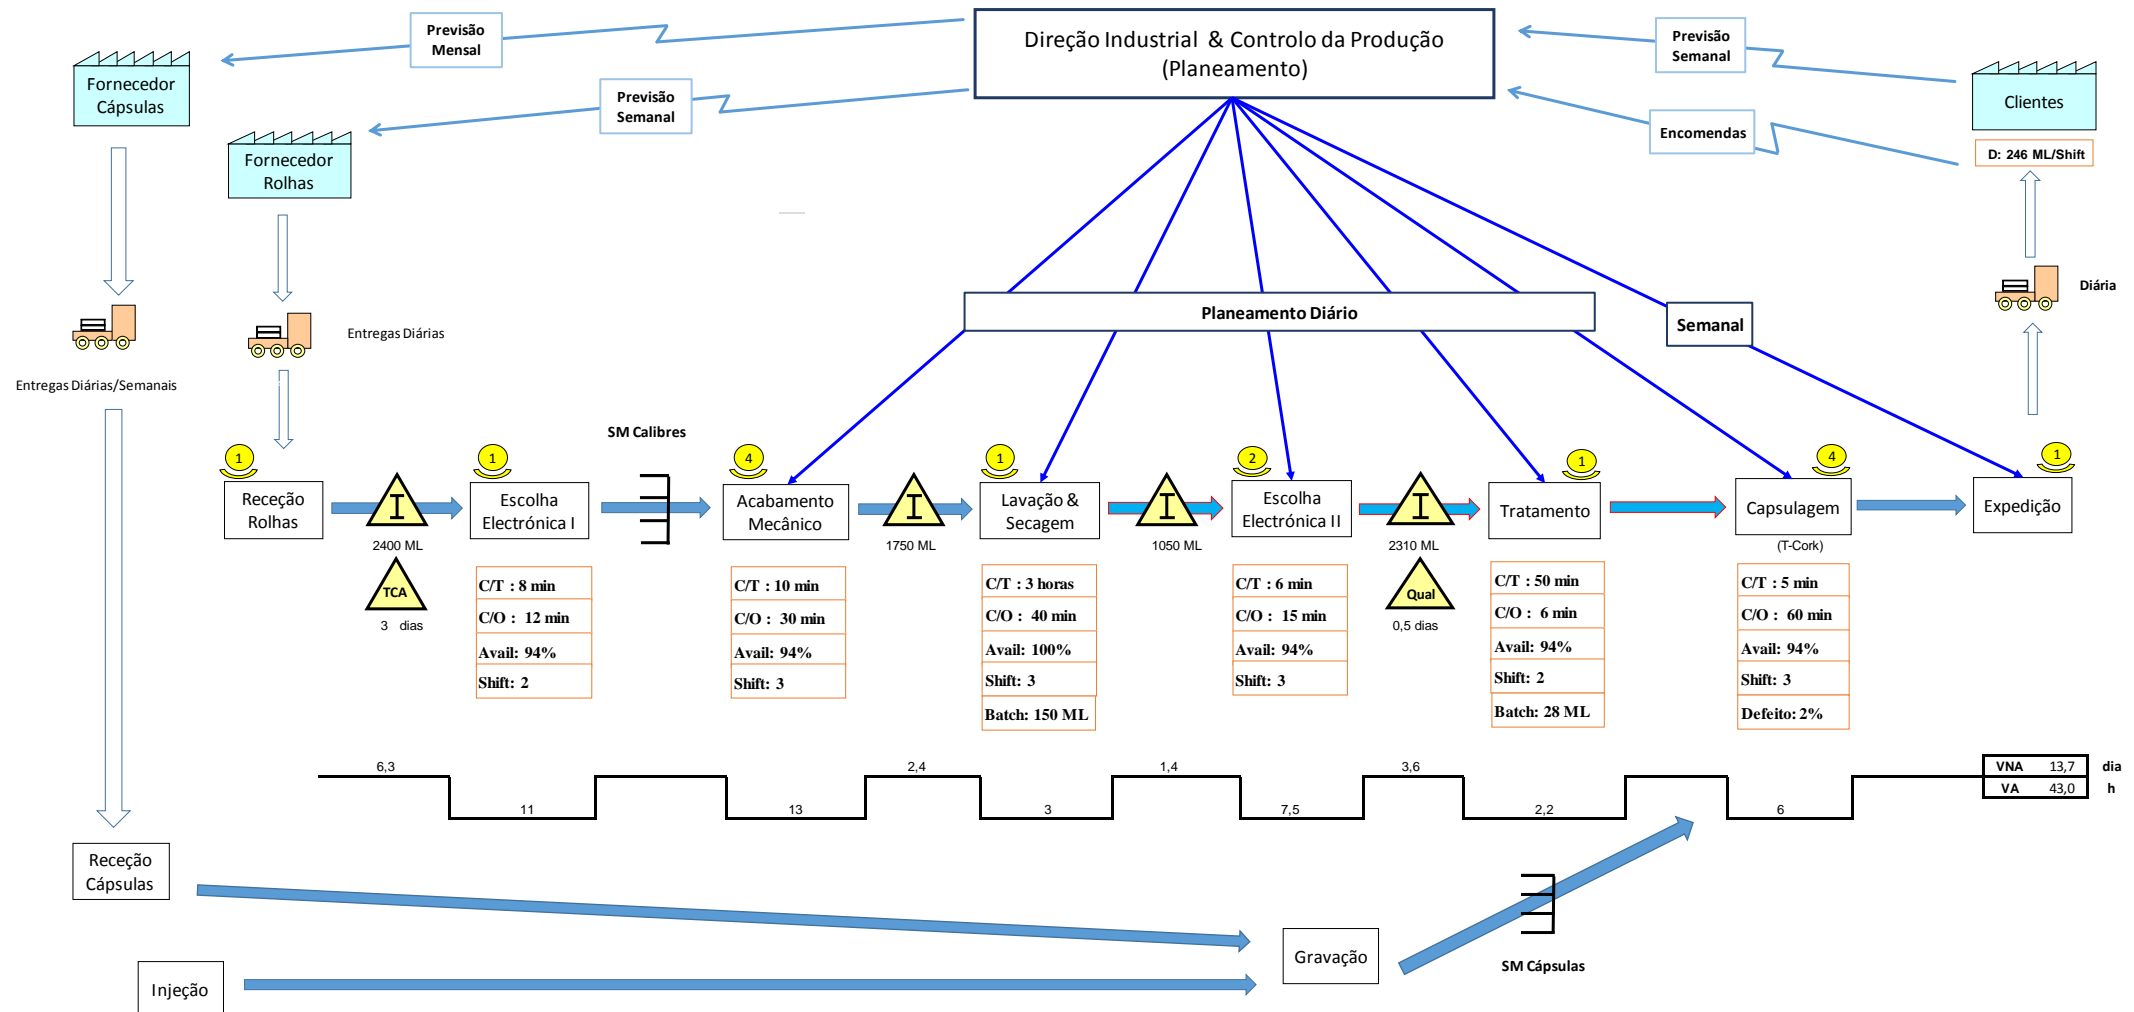 Previsão
Mensal
Direção Industrial & Controlo da Produção
(Planeamento)
Previsão
Semanal
Fornecedor
Cápsulas
Previsão
Semanal
Clientes
Encomendas
Fornecedor
Rolhas
D: 246 ML/Shift
Planeamento Diário
Semanal
Diária
Entregas Diárias
Entregas Diárias/Semanais
SM Calibres
1
1
4
1
2
1
4
1
Receção
Rolhas
I
2400 ML
TCA
3 dias
Escolha
Electrónica I
Acabamento
Mecânico
I
1750 ML
Lavação &
Secagem
I
1050 ML
Escolha
Electrónica II
I
2310 ML
Qual
0,5 dias
Tratamento
Capsulagem
(T-Cork)
Expedição
C/T : 8 min
C/O : 12 min
Avail: 94%
Shift: 2
C/T : 10 min
C/O : 30 min
Avail: 94%
Shift: 3
C/T : 3 horas
C/O : 40 min
Avail: 100%
Shift: 3
Batch: 150 ML
C/T : 6 min
C/O : 15 min
Avail: 94%
Shift: 3
C/T : 50 min
C/O : 6 min
Avail: 94%
Shift: 2
Batch: 28 ML
C/T : 5 min
C/O : 60 min
Avail: 94%
Shift: 3
Defeito: 2%
6,3
11
13
2,4
3
1,4
7,5
3,6
2,2
6
VNA 13,7 dia
VA 43,0 h
Receção
Cápsulas
Injeção
Gravação
SM Cápsulas